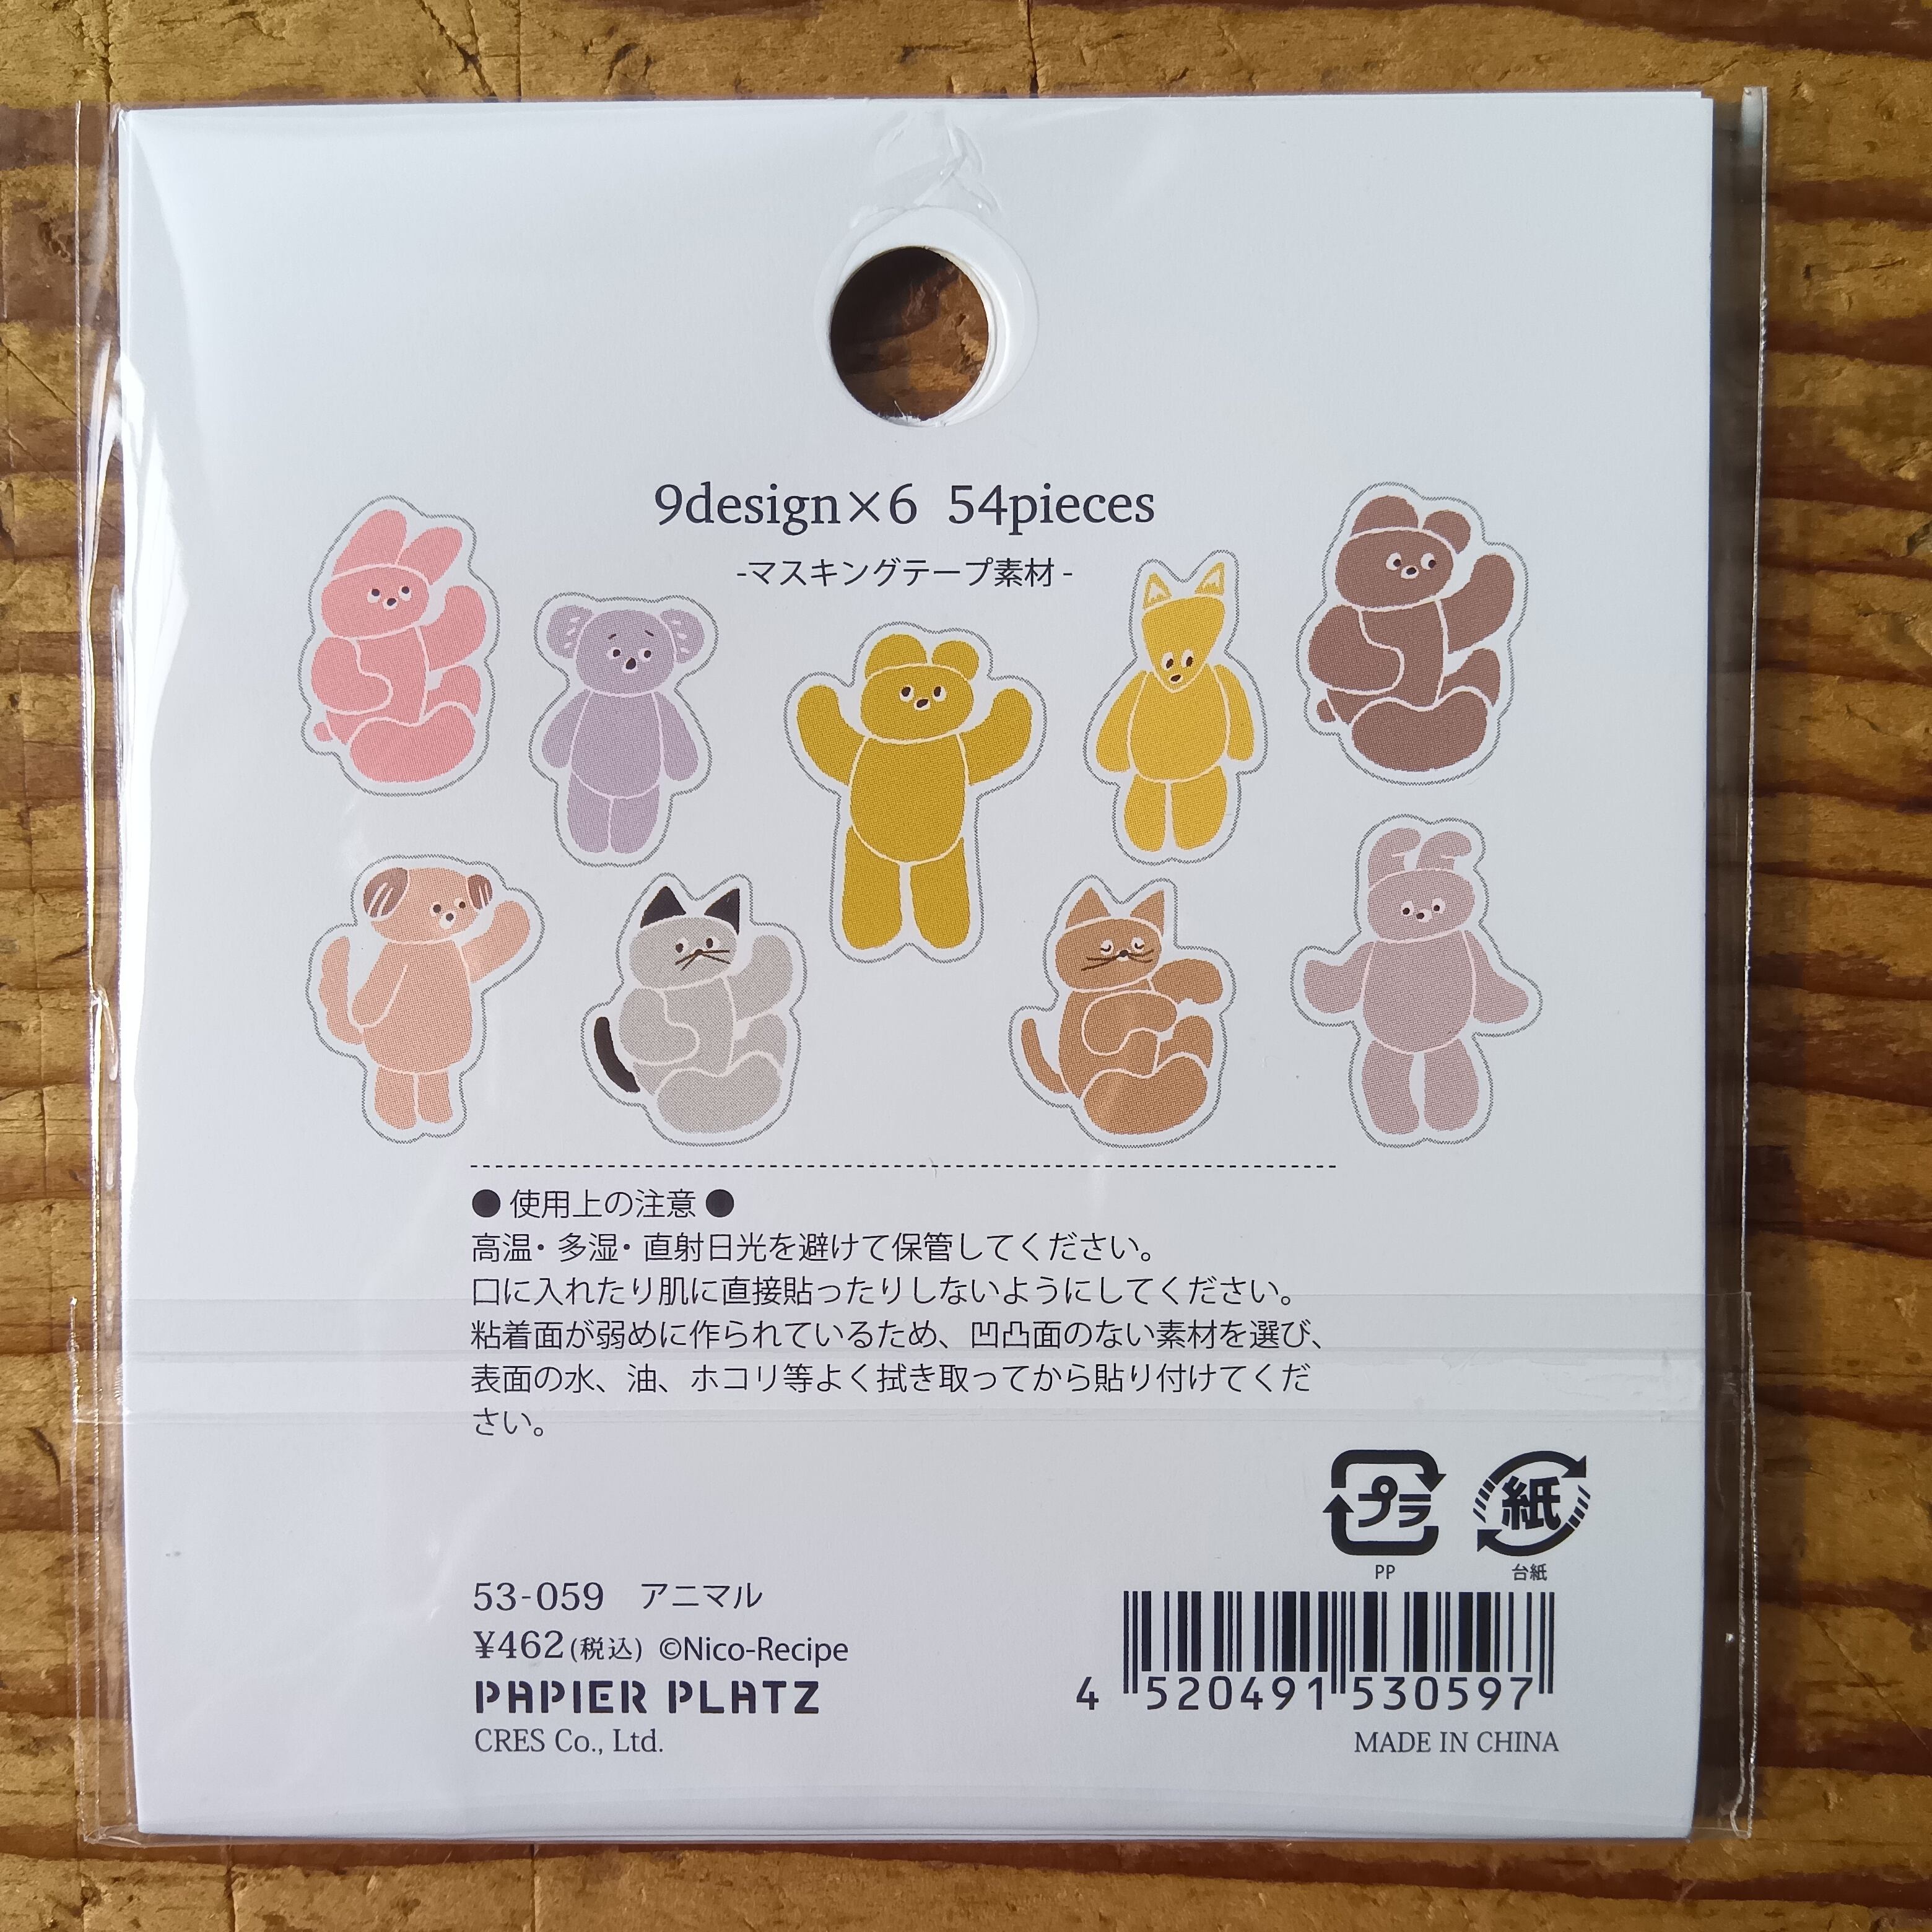 9design×6 54pieces
-マスキングテープ素材-
● 使用上の注意 ●
高温・多湿・直射日光を避けて保管してください。
口に入れたり肌に直接貼ったりしないようにしてください。
粘着面が弱めに作られているため、凹凸面のない素材を選び、
表面の水、油、ホコリ等よく拭き取ってから貼り付けてくだ
さい。
プラ
PP
紙
台紙
53-059 アニマル
¥462(税込) ©Nico-Recipe
PAPIER PLATZ
CRES Co., Ltd.
4 520491 530597
MADE IN CHINA